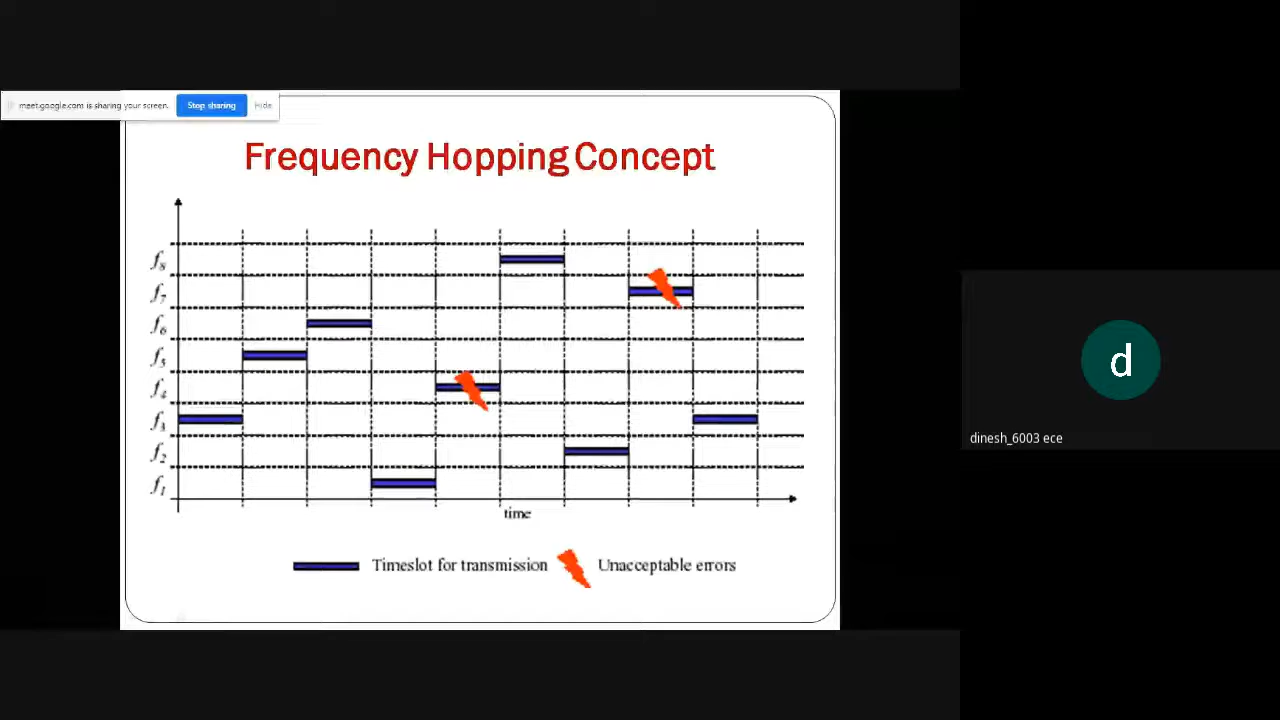 meet.google.com is sharing your screen. Stop sharing Hide
Frequency Hopping Concept
f8
f7
f6
f5
f4
f3
f2
f1
time
Timeslot for transmission Unacceptable errors
d
dinesh_6003 ece